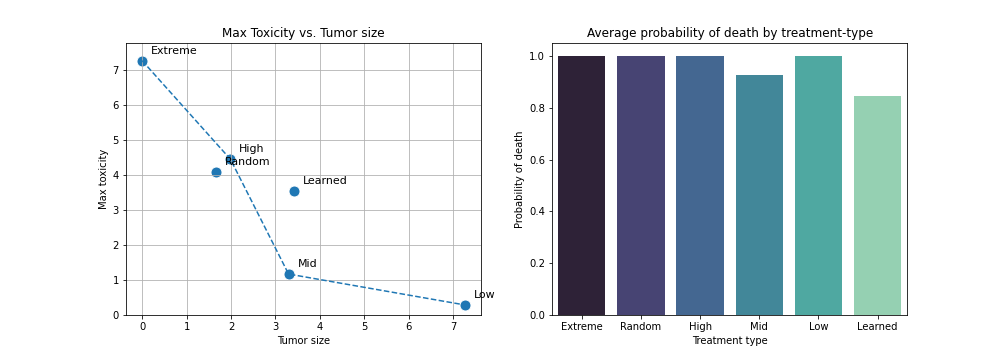 Max Toxicity vs. Tumor size
Max toxicity
7
6
5
4
3
2
1
0
Extreme
High
Random
Learned
Mid
Low
0 1 2 3 4 5 6 7
Tumor size
Average probability of death by treatment-type
Probability of death
1.0
0.8
0.6
0.4
0.2
0.0
Extreme Random High Mid Low Learned
Treatment type